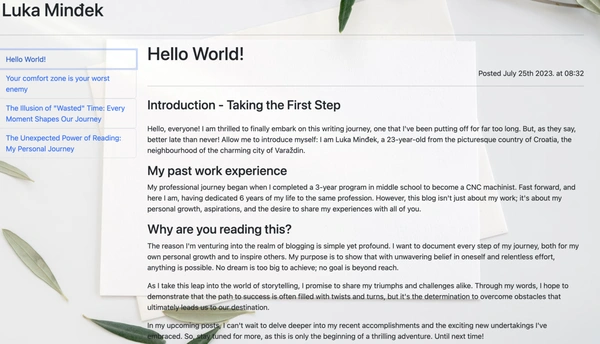 Luka Minđek
Hello World!
Your comfort zone is your worst
enemy
The Illusion of "Wasted" Time: Every
Moment Shapes Our Journey
The Unexpected Power of Reading:
My Personal Journey
Hello World!
Posted July 25th 2023. at 08:32
Introduction - Taking the First Step
Hello, everyone! I am thrilled to finally embark on this writing journey, one that I've been putting off for far too long. But, as they say,
better late than never! Allow me to introduce myself: I am Luka Minđek, a 23-year-old from the picturesque country of Croatia, the
neighbourhood of the charming city of Varaždin.
My past work experience
My professional journey began when I completed a 3-year program in middle school to become a CNC machinist. Fast forward, and
here I am, having dedicated 6 years of my life to the same profession. However, this blog isn't just about my work; it's about my
personal growth, aspirations, and the desire to share my experiences with all of you.
Why are you reading this?
The reason I'm venturing into the realm of blogging is simple yet profound. I want to document every step of my journey, both for my
own personal growth and to inspire others. My purpose is to show that with unwavering belief in oneself and relentless effort,
anything is possible. No dream is too big to achieve; no goal is beyond reach.
As I take this leap into the world of storytelling, I promise to share my triumphs and challenges alike. Through my words, I hope to
demonstrate that the path to success is often filled with twists and turns, but it's the determination to overcome obstacles that
ultimately leads us to our destination.
In my upcoming posts, I can't wait to delve deeper into my recent accomplishments and the exciting new undertakings I've
embraced. So, stay tuned for more, as this is only the beginning of a thrilling adventure. Until next time!